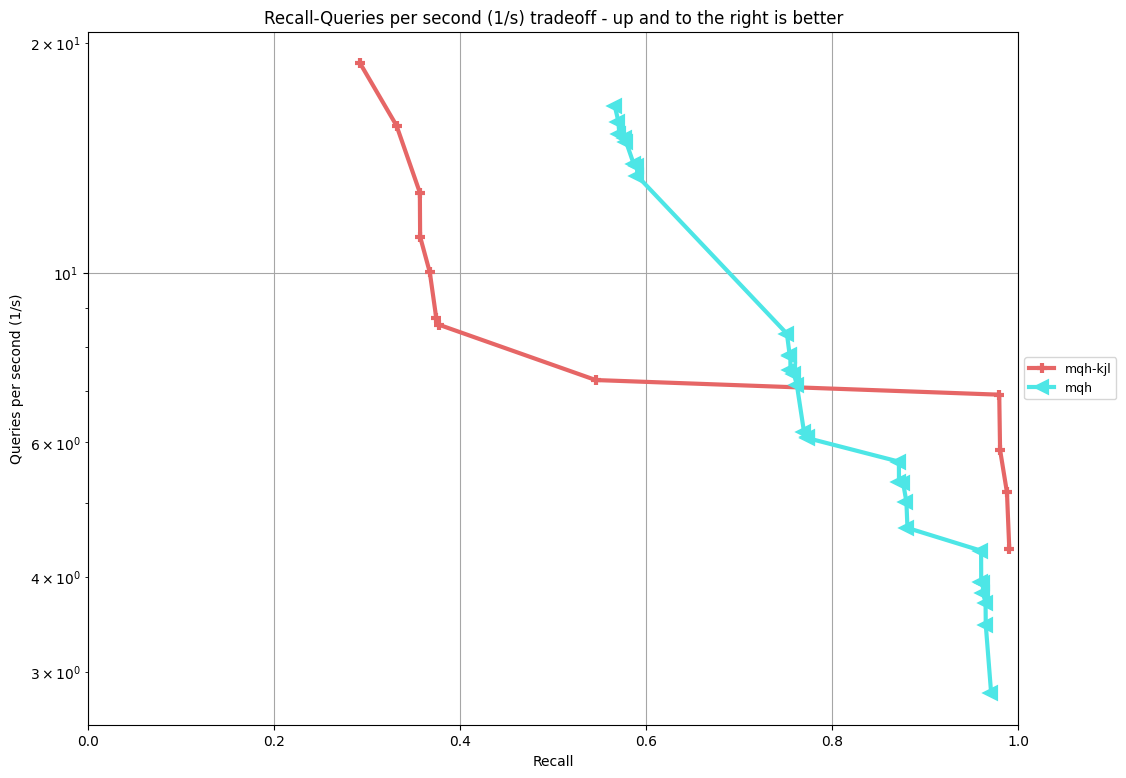 Recall-Queries per second (1/s) tradeoff - up and to the right is better
2 × 10¹
10¹
6 × 10⁰
4 × 10⁰
3 × 10⁰
Queries per second (1/s)
0.0 0.2 0.4 0.6 0.8 1.0
Recall
mqh-kjl
mqh